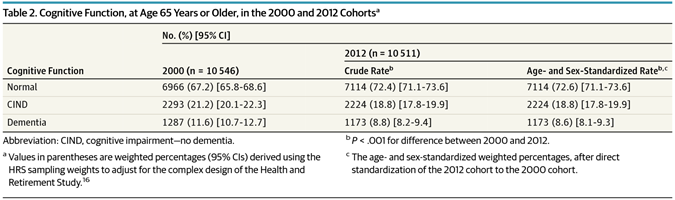 Table 2. Cognitive Function, at Age 65 Years or Older, in the 2000 and 2012 Cohortsa
No. (%) [95% CI]
2012 (n = 10 511)
Cognitive Function 2000 (n = 10 546) Crude Rateb Age- and Sex-Standardized Rateb,c
Normal 6966 (67.2) [65.8-68.6] 7114 (72.4) [71.1-73.6] 7114 (72.6) [71.1-73.6]
CIND 2293 (21.2) [20.1-22.3] 2224 (18.8) [17.8-19.9] 2224 (18.8) [17.8-19.9]
Dementia 1287 (11.6) [10.7-12.7] 1173 (8.8) [8.2-9.4] 1173 (8.6) [8.1-9.3]
Abbreviation: CIND, cognitive impairment—no dementia.
a Values in parentheses are weighted percentages (95% CIs) derived using the
HRS sampling weights to adjust for the complex design of the Health and
Retirement Study.16
b P < .001 for difference between 2000 and 2012.
c The age- and sex-standardized weighted percentages, after direct
standardization of the 2012 cohort to the 2000 cohort.